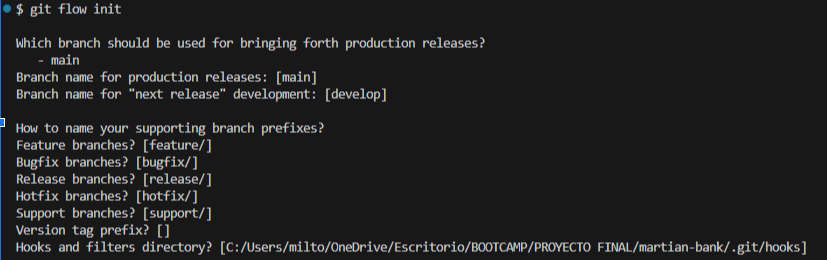 $ git flow init
Which branch should be used for bringing forth production releases?
- main
Branch name for production releases: [main]
Branch name for "next release" development: [develop]
How to name your supporting branch prefixes?
Feature branches? [feature/]
Bugfix branches? [bugfix/]
Release branches? [release/]
Hotfix branches? [hotfix/]
Support branches? [support/]
Version tag prefix? []
Hooks and filters directory? [C:/Users/milto/OneDrive/Escritorio/BOOTCAMP/PROYECTO FINAL/martian-bank/.git/hooks]